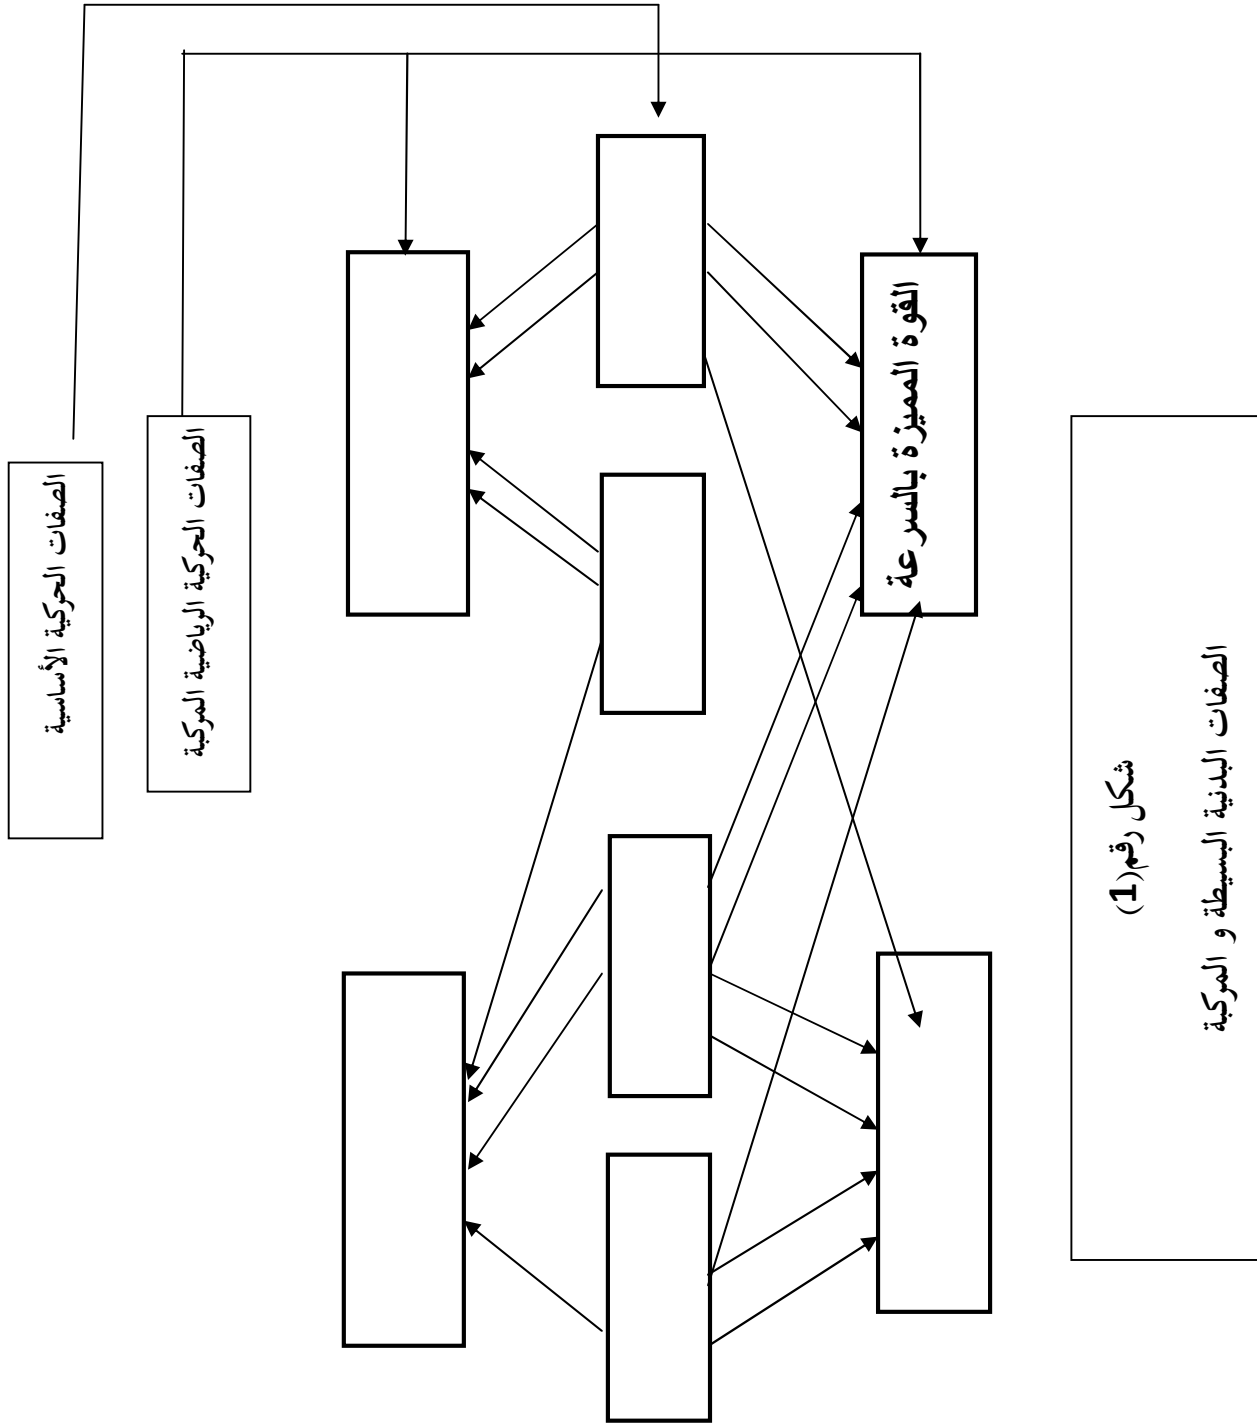 الصفات الحركية الأساسية
الصفات الحركية الرياضية المركبة
القوة المميزة بالسرعة
شكل رقم(1)
الصفات البدنية البسيطة و المركبة